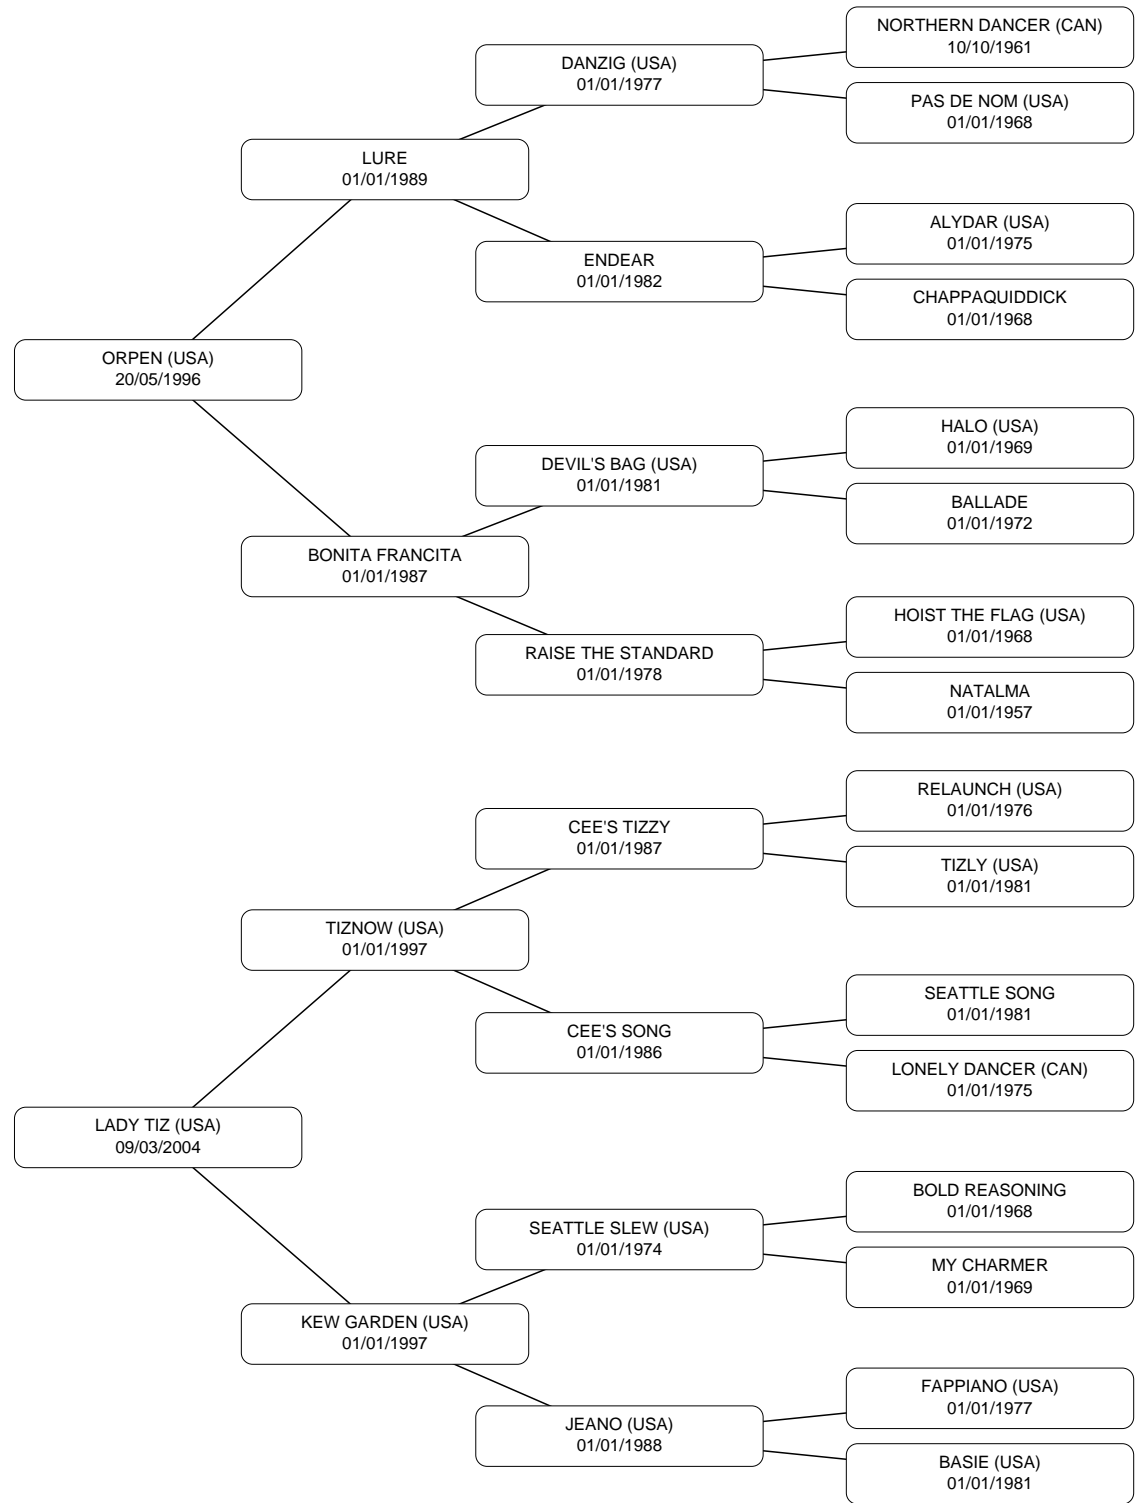 NORTHERN DANCER (CAN)
10/10/1961
DANZIG (USA)
01/01/1977
PAS DE NOM (USA)
01/01/1968
LURE
01/01/1989
ALYDAR (USA)
01/01/1975
ENDEAR
01/01/1982
CHAPPAQUIDDICK
01/01/1968
ORPEN (USA)
20/05/1996
HALO (USA)
01/01/1969
DEVIL'S BAG (USA)
01/01/1981
BALLADE
01/01/1972
BONITA FRANCITA
01/01/1987
HOIST THE FLAG (USA)
01/01/1968
RAISE THE STANDARD
01/01/1978
NATALMA
01/01/1957
RELAUNCH (USA)
01/01/1976
CEE'S TIZZY
01/01/1987
TIZLY (USA)
01/01/1981
TIZNOW (USA)
01/01/1997
SEATTLE SONG
01/01/1981
CEE'S SONG
01/01/1986
LONELY DANCER (CAN)
01/01/1975
LADY TIZ (USA)
09/03/2004
BOLD REASONING
01/01/1968
SEATTLE SLEW (USA)
01/01/1974
MY CHARMER
01/01/1969
KEW GARDEN (USA)
01/01/1997
FAPPIANO (USA)
01/01/1977
JEANO (USA)
01/01/1988
BASIE (USA)
01/01/1981